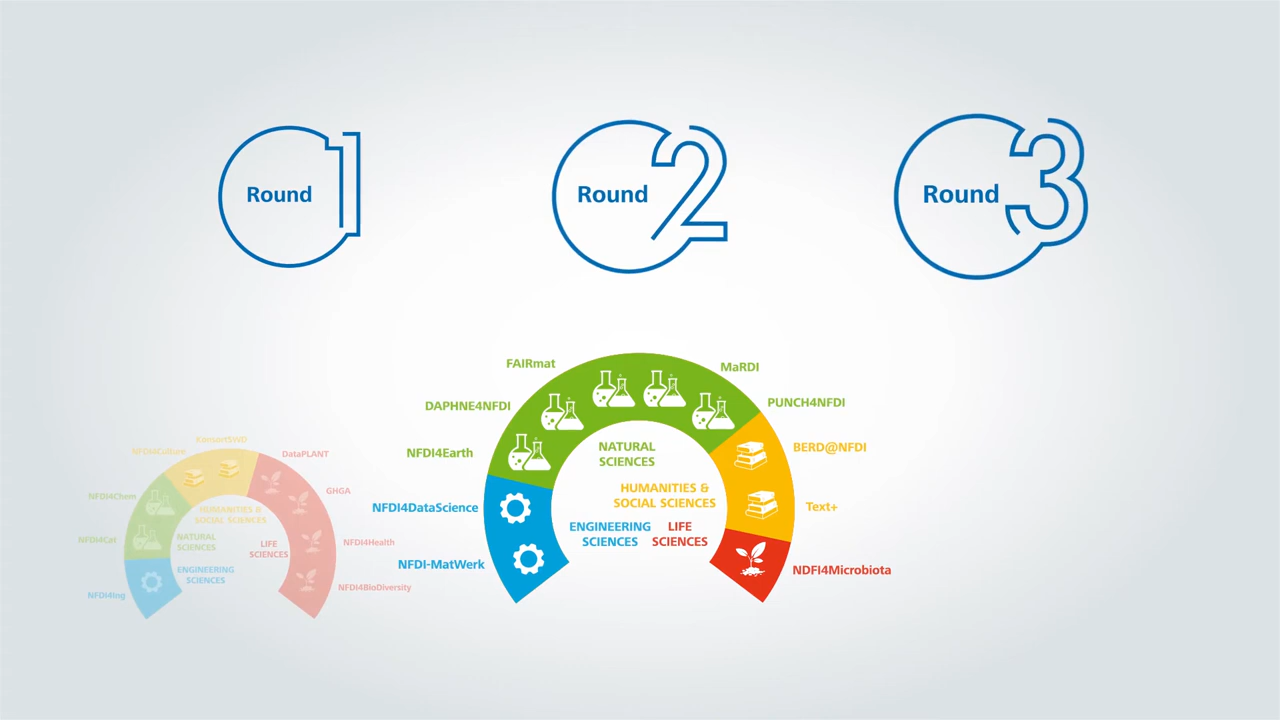 Round 1
Round 2
Round 3
FAIRmat
MaRDI
DAPHNE4NFDI
PUNCH4NFDI
NFDI4Earth
BERD@NFDI
NFDI4DataScience
Text+
NFDI-MatWerk
NDFI4Microbiota
NATURAL
SCIENCES
HUMANITIES &
SOCIAL SCIENCES
ENGINEERING
SCIENCES
LIFE
SCIENCES
KonsortSWD
NFDI4Culture
DataPLANT
NFDI4Chem
GHGA
NFDI4Cat
NFDI4Health
NFDI4Ing
NFDI4BioDiversity
HUMANITIES &
SOCIAL SCIENCES
NATURAL
SCIENCES
LIFE
SCIENCES
ENGINEERING
SCIENCES